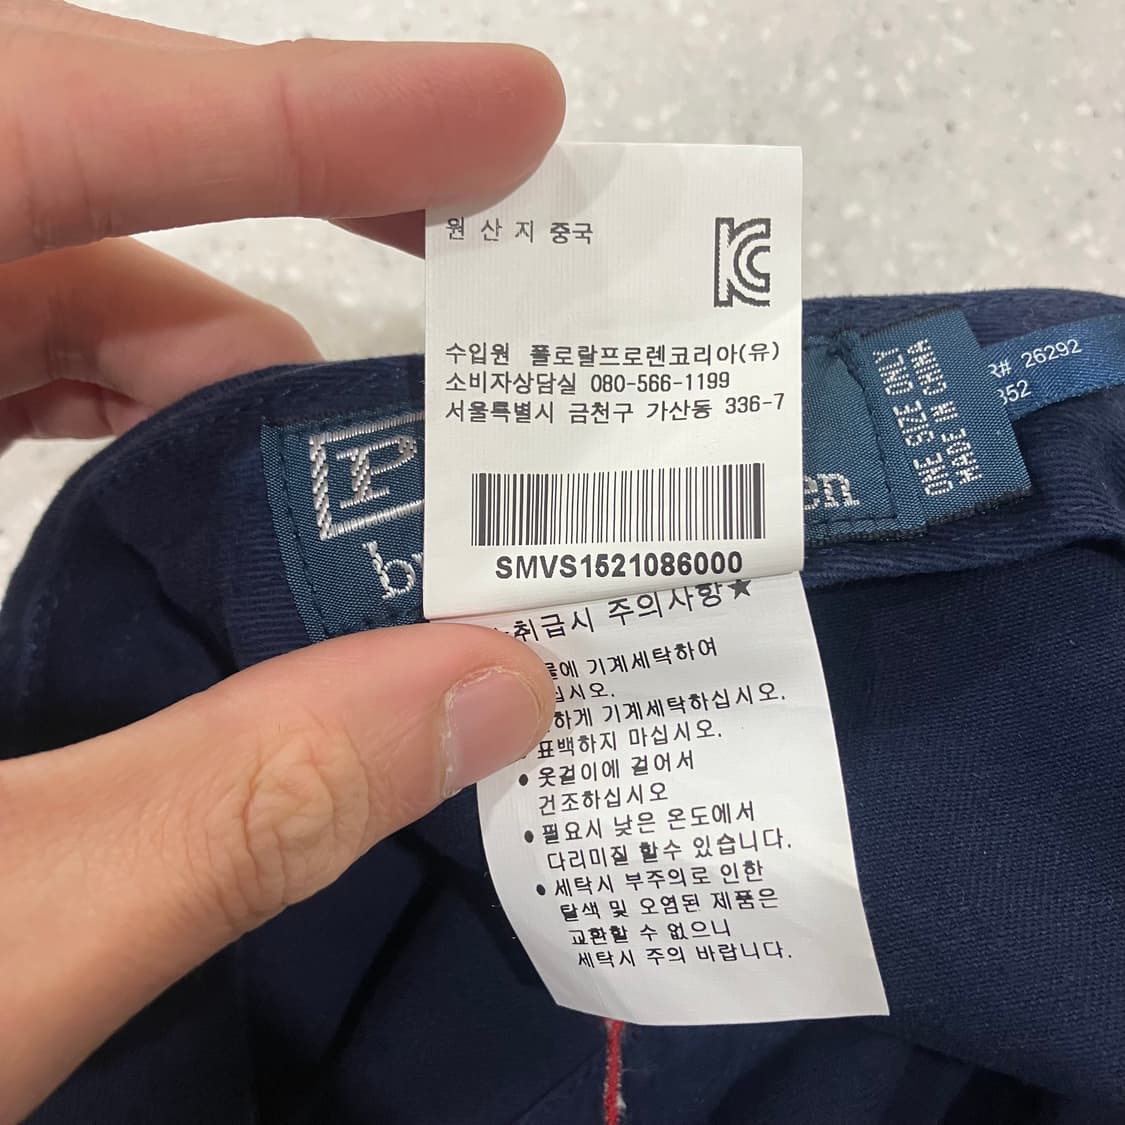 원 산 지 중국
수입원 폴로랄프로렌코리아(유)
소비자상담실 080-566-1199
서울특별시 금천구 가산동 336-7
SMVS1521086000
취급시 주의사항★
기계세탁하여
십시오.
하게 기계세탁하십시오.
표백하지 마십시오.
● 옷걸이에 걸어서
건조하십시오
● 필요시 낮은 온도에서
다리미질 할수 있습니다.
● 세탁시 부주의로 인한
탈색 및 오염된 제품은
교환할 수 없으니
세탁시 주의 바랍니다.
ONE SIZE ONLY
MADE IN CHINA
R# 26292
352